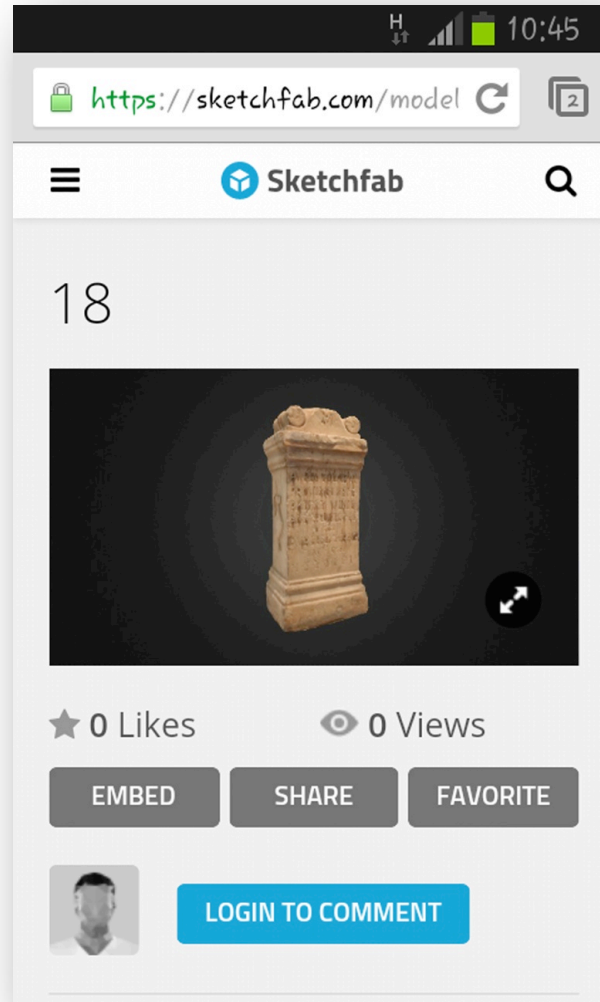 H 10:45
https://sketchfab.com/model 2
Sketchfab
18
0 Likes 0 Views
EMBED SHARE FAVORITE
LOGIN TO COMMENT